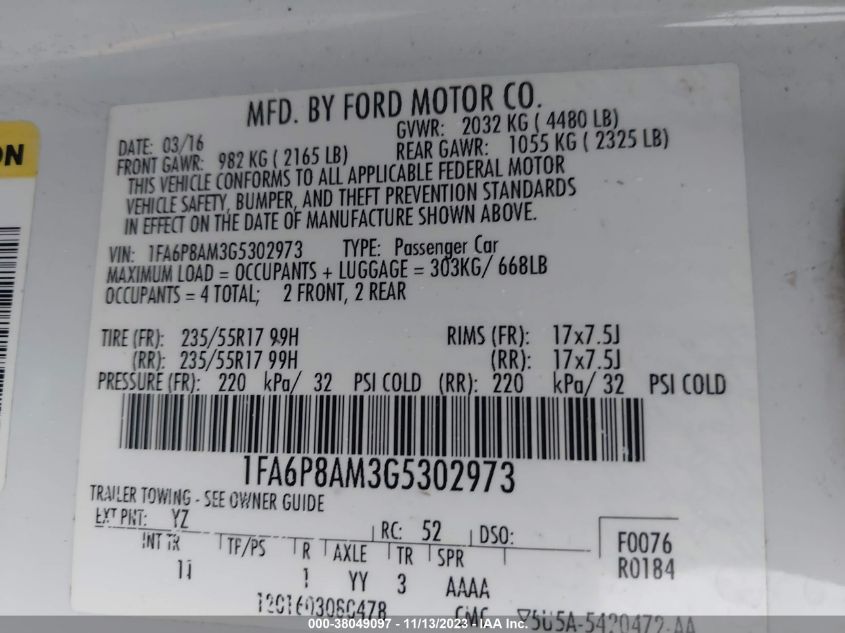 ON
MFD. BY FORD MOTOR CO.
DATE: 03/16 GVWR: 2032 KG ( 4480 LB)
FRONT GAWR: 982 KG ( 2165 LB) REAR GAWR: 1055 KG ( 2325 LB)
THIS VEHICLE CONFORMS TO ALL APPLICABLE FEDERAL MOTOR
VEHICLE SAFETY, BUMPER, AND THEFT PREVENTION STANDARDS
IN EFFECT ON THE DATE OF MANUFACTURE SHOWN ABOVE.
VIN: 1FA6P8AM3G5302973 TYPE: Passenger Car
MAXIMUM LOAD = OCCUPANTS + LUGGAGE = 303KG/ 668LB
OCCUPANTS = 4 TOTAL; 2 FRONT, 2 REAR
TIRE (FR): 235/55R17 99H RIMS (FR): 17x7.5J
(RR): 235/55R17 99H (RR): 17x7.5J
PRESSURE (FR): 220 kPa/ 32 PSI COLD (RR): 220 kPa/ 32 PSI COLD
1FA6P8AM3G5302973
TRAILER TOWING - SEE OWNER GUIDE
EXT PNT: YZ RC: 52 DSO: F0076
INT TR TP/PS R AXLE TR SPR R0184
11 1 YY 3 AAAA
000-38049097 - 11/13/2023 - IAA Inc.